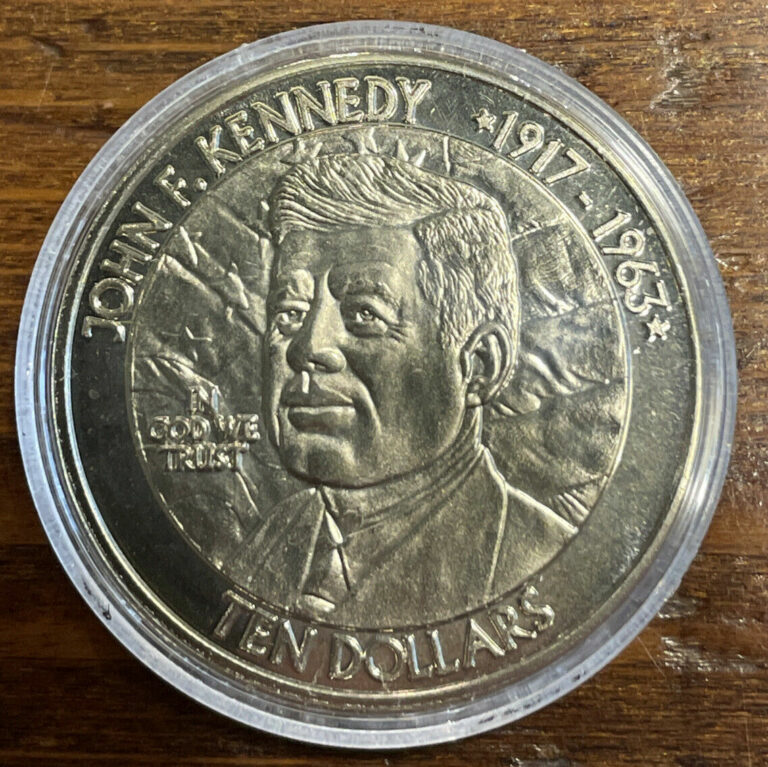 JOHN F. KENNEDY ★1917 - 1963★
IN
GOD WE
TRUST
TEN DOLLARS